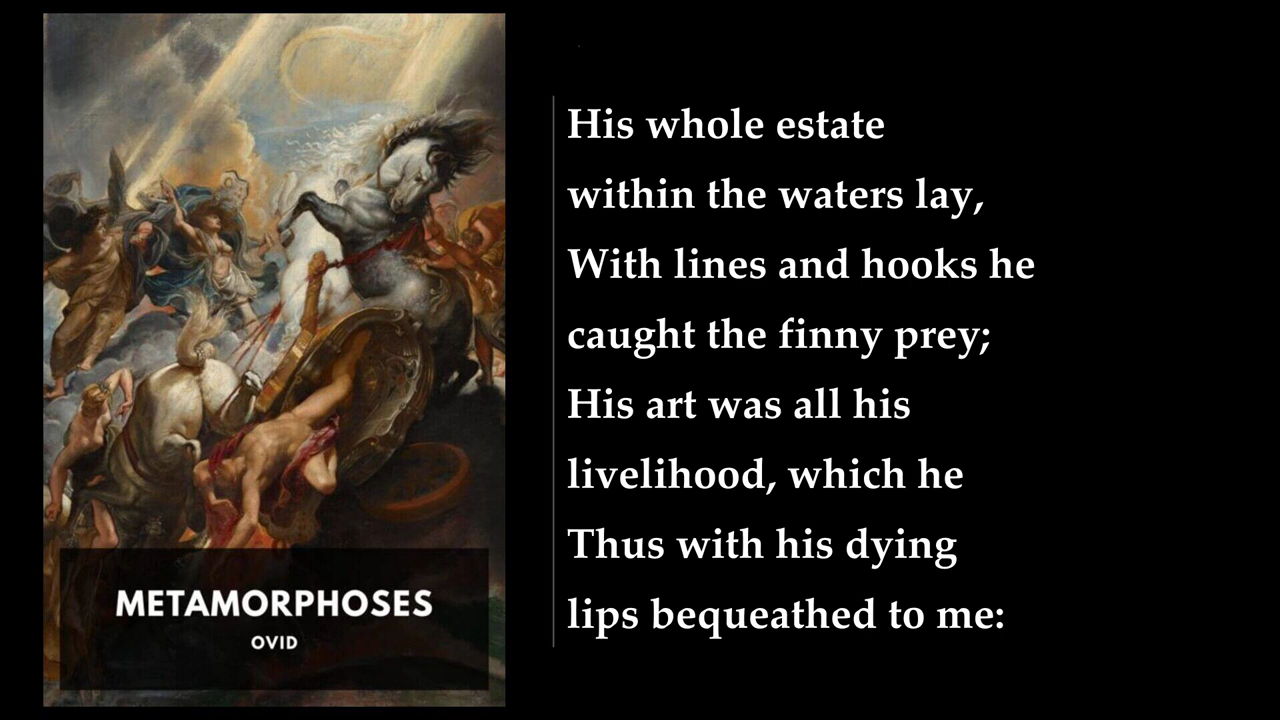 METAMORPHOSES
OVID
His whole estate
within the waters lay,
With lines and hooks he
caught the finny prey;
His art was all his
livelihood, which he
Thus with his dying
lips bequeathed to me: